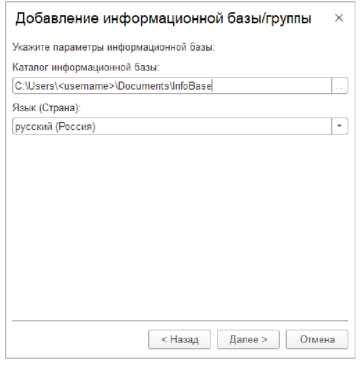 Добавление информационной базы/группы
Укажите параметры информационной базы:
Каталог информационной базы:
C:\Users\<username>\Documents\InfoBase
...
Язык (Страна):
русский (Россия)
< Назад
Далее >
Отмена